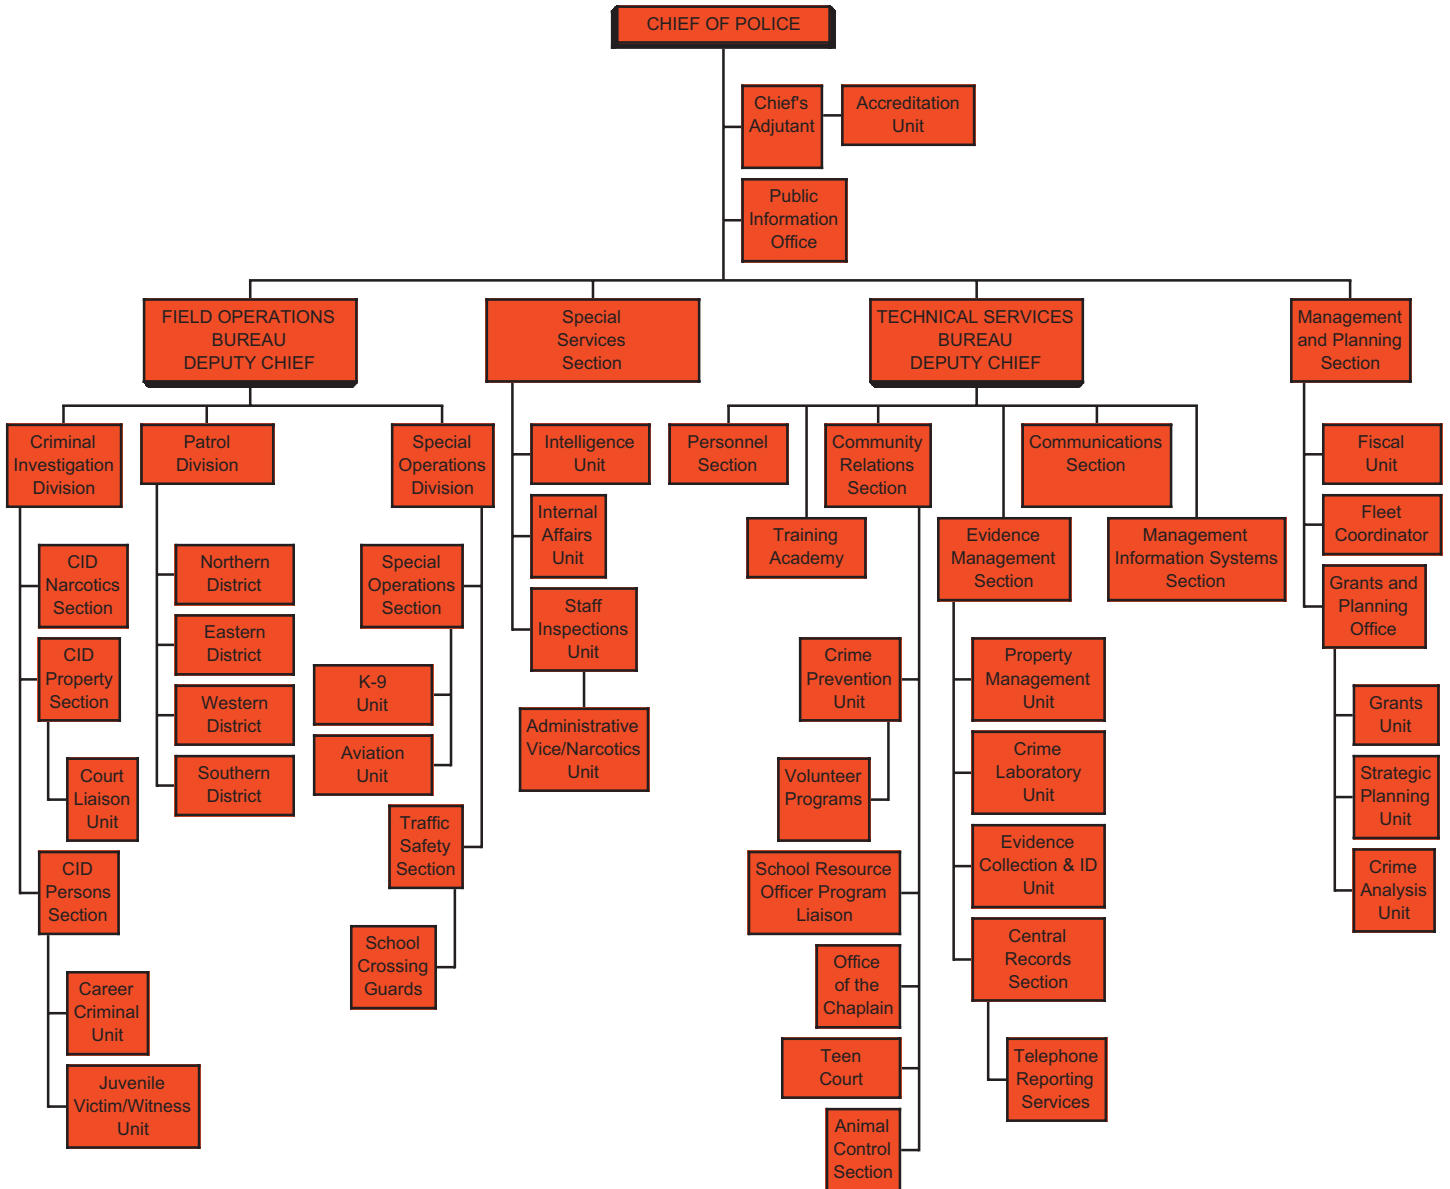 CHIEF OF POLICE
Chief's
Adjutant
Accreditation
Unit
Public
Information
Office
FIELD OPERATIONS
BUREAU
DEPUTY CHIEF
Special
Services
Section
TECHNICAL SERVICES
BUREAU
DEPUTY CHIEF
Management
and Planning
Section
Criminal
Investigation
Division
Patrol
Division
Special
Operations
Division
Intelligence
Unit
Personnel
Section
Community
Relations
Section
Communications
Section
Fiscal
Unit
Internal
Affairs
Unit
Training
Academy
Evidence
Management
Section
Management
Information Systems
Section
Fleet
Coordinator
CID
Narcotics
Section
Northern
District
Special
Operations
Section
Staff
Inspections
Unit
Grants and
Planning
Office
Eastern
District
CID
Property
Section
K-9
Unit
Crime
Prevention
Unit
Property
Management
Unit
Western
District
Administrative
Vice/Narcotics
Unit
Grants
Unit
Aviation
Unit
Crime
Laboratory
Unit
Southern
District
Court
Liaison
Unit
Volunteer
Programs
Strategic
Planning
Unit
Traffic
Safety
Section
Evidence
Collection & ID
Unit
CID
Persons
Section
School Resource
Officer Program
Liaison
Crime
Analysis
Unit
School
Crossing
Guards
Central
Records
Section
Office
of the
Chaplain
Career
Criminal
Unit
Teen
Court
Telephone
Reporting
Services
Juvenile
Victim/Witness
Unit
Animal
Control
Section